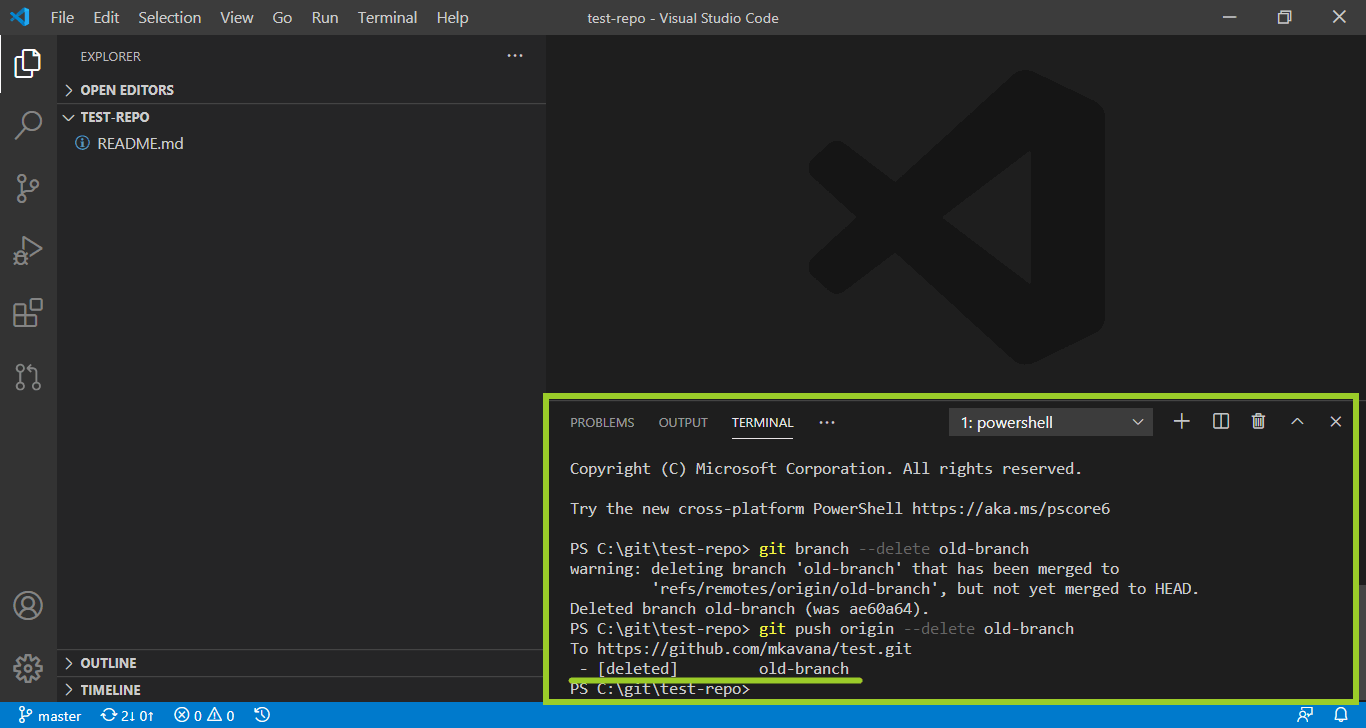 File Edit Selection View Go Run Terminal Help
test-repo - Visual Studio Code
EXPLORER
OPEN EDITORS
TEST-REPO
README.md
PROBLEMS OUTPUT TERMINAL
1: powershell
Copyright (C) Microsoft Corporation. All rights reserved.
Try the new cross-platform PowerShell https://aka.ms/pscore6
PS C:\git\test-repo> git branch --delete old-branch
warning: deleting branch 'old-branch' that has been merged to
'refs/remotes/origin/old-branch', but not yet merged to HEAD.
Deleted branch old-branch (was ae60a64).
PS C:\git\test-repo> git push origin --delete old-branch
To https://github.com/mkavana/test.git
- [deleted] old-branch
PS C:\git\test-repo>
OUTLINE
TIMELINE
master 2↓ 0↑ 0 0